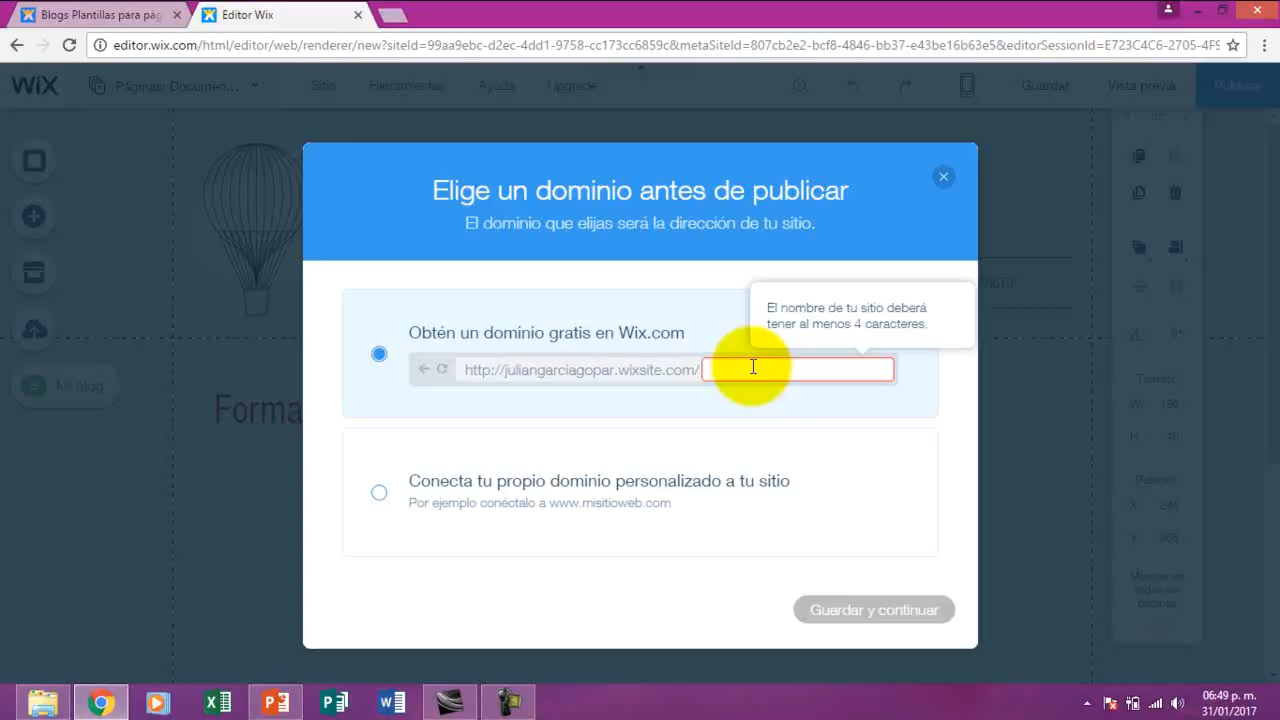 Blogs Plantillas para pág
Editor Wix
editor.wix.com/html/editor/web/renderer/new?siteId=99aa9ebc-d2ec-4dd1-9758-cc173cc6859c&metaSiteId=807cb2e2-bcf8-4846-bb37-e43be16b63e5&editorSessionId=E723C4C6-2705-4F9
WiX
Páginas: Documen...
Sitio
Herramientas
Ayuda
Upgrade
Guardar
Vista previa
Publicar
Elige un dominio antes de publicar
El dominio que elijas será la dirección de tu sitio.
El nombre de tu sitio deberá
tener al menos 4 caracteres.
Obtén un dominio gratis en Wix.com
http://juliangarciagopar.wixsite.com/
Mi Blog
Forma
Conecta tu propio dominio personalizado a tu sitio
Por ejemplo conéctalo a www.misitioweb.com
Guardar y continuar
06:49 p. m.
31/01/2017